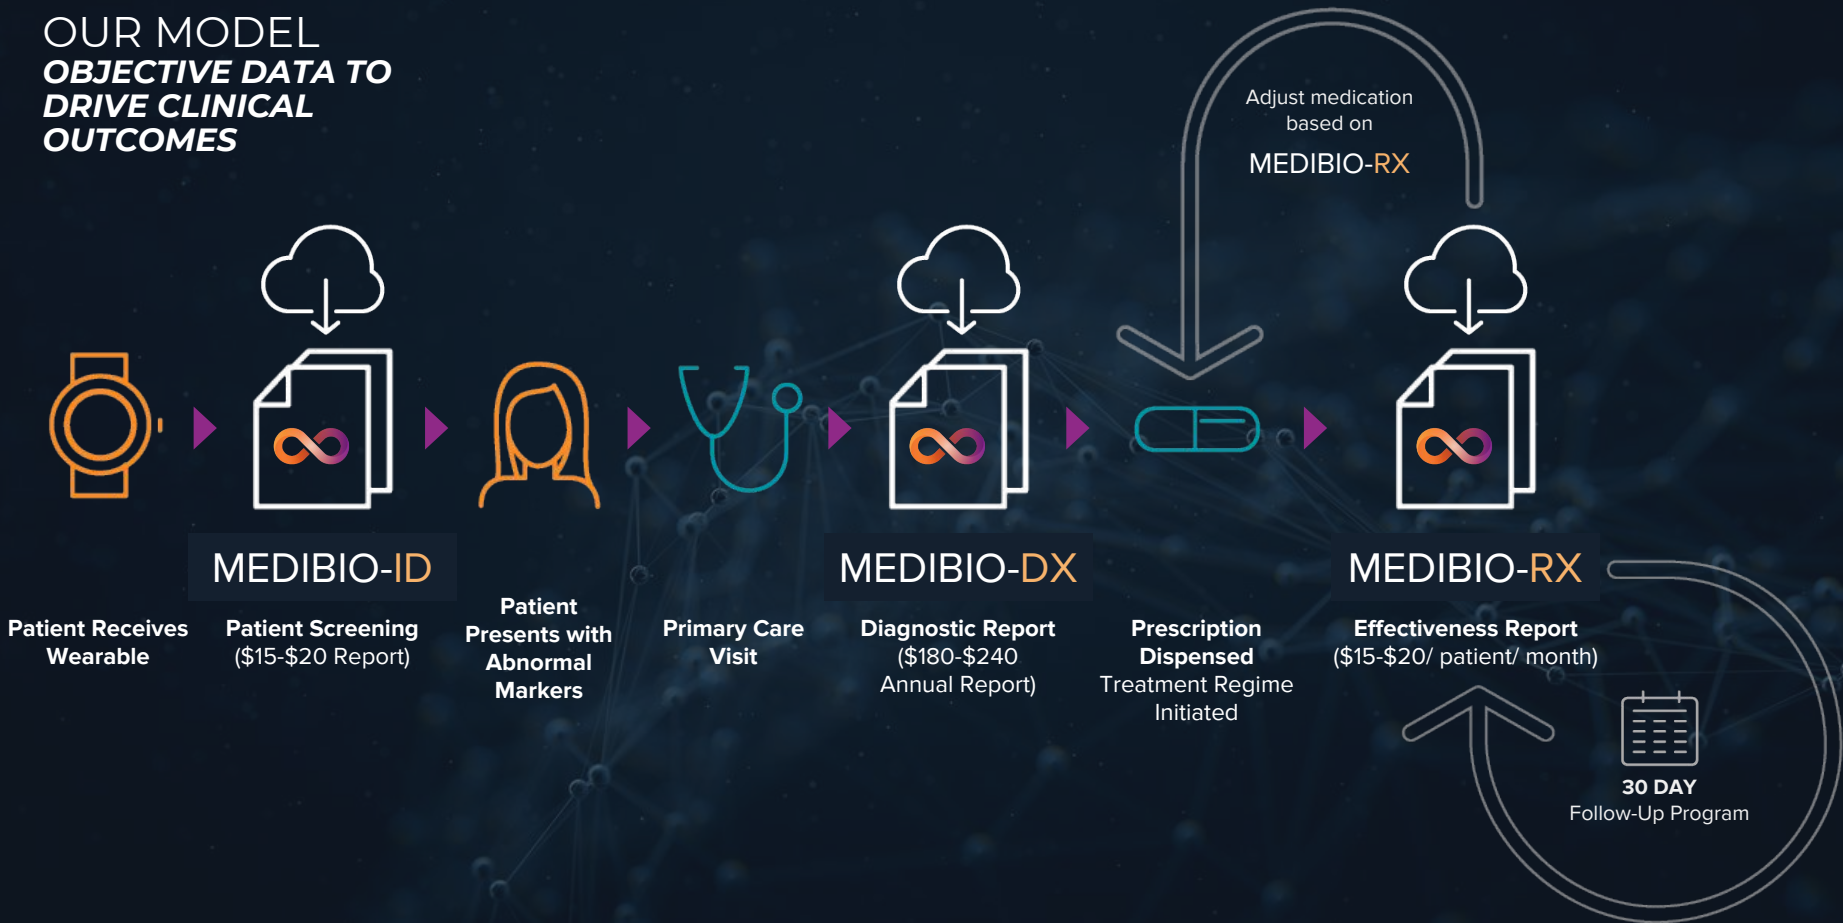 OUR MODEL
OBJECTIVE DATA TO
DRIVE CLINICAL
OUTCOMES
Adjust medication
based on
MEDIBIO-RX
Patient Receives
Wearable
MEDIBIO-ID
Patient Screening
($15-$20 Report)
Patient
Presents with
Abnormal
Markers
Primary Care
Visit
MEDIBIO-DX
Diagnostic Report
($180-$240
Annual Report)
Prescription
Dispensed
Treatment Regime
Initiated
MEDIBIO-RX
Effectiveness Report
($15-$20/ patient/ month)
30 DAY
Follow-Up Program